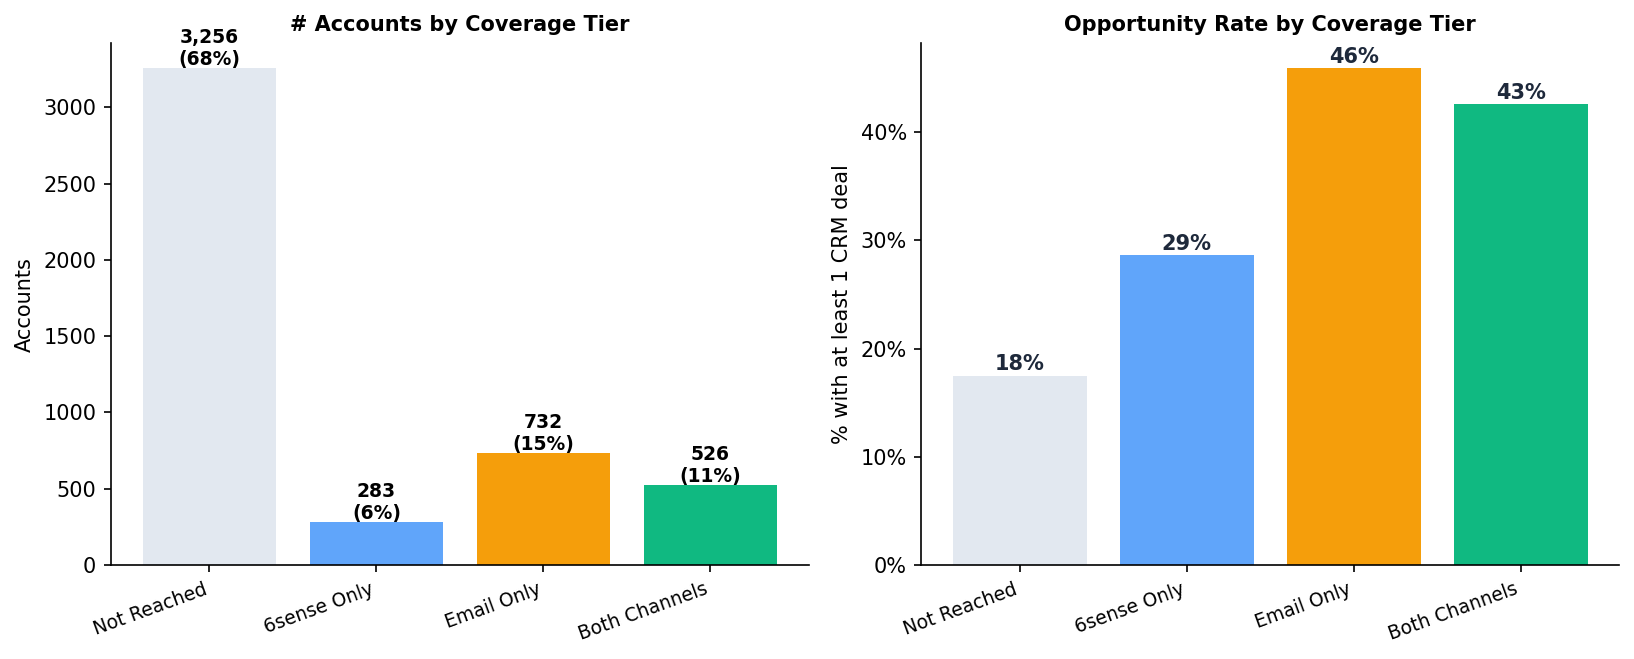 # Accounts by Coverage Tier
Accounts
3000
2500
2000
1500
1000
500
0
3,256
(68%)
283
(6%)
732
(15%)
526
(11%)
Not Reached
6sense Only
Email Only
Both Channels
Opportunity Rate by Coverage Tier
% with at least 1 CRM deal
40%
30%
20%
10%
0%
18%
29%
46%
43%
Not Reached
6sense Only
Email Only
Both Channels